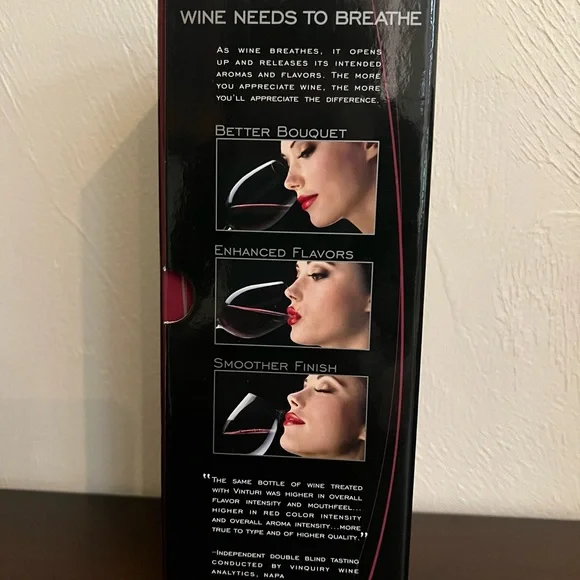 WINE NEEDS TO BREATHE
AS WINE BREATHES, IT OPENS
UP AND RELEASES ITS INTENDED
AROMAS AND FLAVORS. THE MORE
YOU APPRECIATE WINE, THE MORE
YOU'LL APPRECIATE THE DIFFERENCE.
BETTER BOUQUET
ENHANCED FLAVORS
SMOOTHER FINISH
"THE SAME BOTTLE OF WINE TREATED
WITH VINTURI WAS HIGHER IN OVERALL
FLAVOR INTENSITY AND MOUTHFEEL...
HIGHER IN RED COLOR INTENSITY
AND OVERALL AROMA INTENSITY...MORE
TRUE TO TYPE AND OF HIGHER QUALITY."
–INDEPENDENT DOUBLE BLIND TASTING
CONDUCTED BY VINQUIRY WINE
ANALYTICS, NAPA